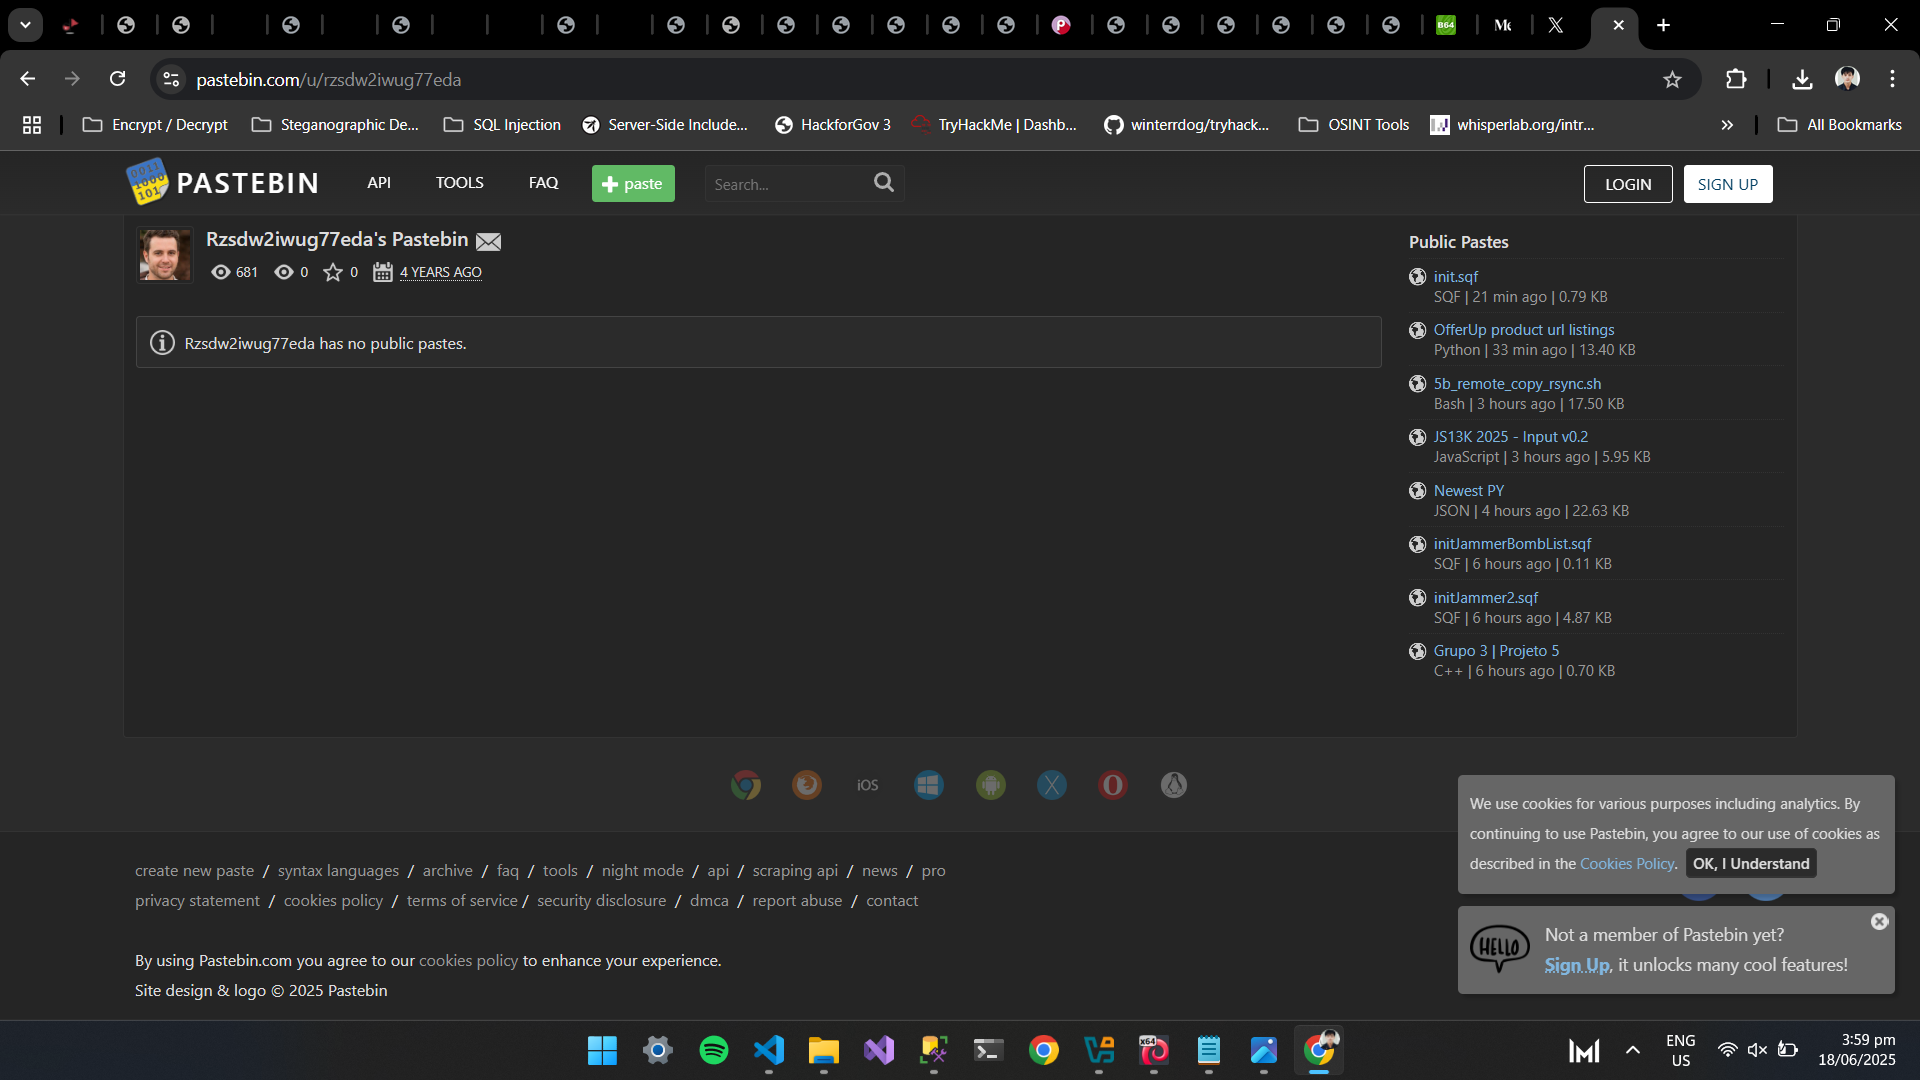 B64
pastebin.com/u/rzsdw2iwug77eda
Encrypt / Decrypt
Steganographic De...
SQL Injection
Server-Side Include...
HackforGov 3
TryHackMe | Dashb...
winterrdog/tryhack...
OSINT Tools
whisperlab.org/intr...
All Bookmarks
PASTEBIN
API
TOOLS
FAQ
paste
Search...
LOGIN
SIGN UP
Rzsdw2iwug77eda's Pastebin
681
0
0
4 YEARS AGO
Rzsdw2iwug77eda has no public pastes.
Public Pastes
init.sqf
SQF | 21 min ago | 0.79 KB
OfferUp product url listings
Python | 33 min ago | 13.40 KB
5b_remote_copy_rsync.sh
Bash | 3 hours ago | 17.50 KB
JS13K 2025 - Input v0.2
JavaScript | 3 hours ago | 5.95 KB
Newest PY
JSON | 4 hours ago | 22.63 KB
initJammerBombList.sqf
SQF | 6 hours ago | 0.11 KB
initJammer2.sqf
SQF | 6 hours ago | 4.87 KB
Grupo 3 | Projeto 5
C++ | 6 hours ago | 0.70 KB
iOS
We use cookies for various purposes including analytics. By
continuing to use Pastebin, you agree to our use of cookies as
described in the Cookies Policy. OK, I Understand
create new paste / syntax languages / archive / faq / tools / night mode / api / scraping api / news / pro
privacy statement / cookies policy / terms of service / security disclosure / dmca / report abuse / contact
HELLO
Not a member of Pastebin yet?
Sign Up, it unlocks many cool features!
By using Pastebin.com you agree to our cookies policy to enhance your experience.
Site design & logo © 2025 Pastebin
X64
ENG
US
3:59 pm
18/06/2025